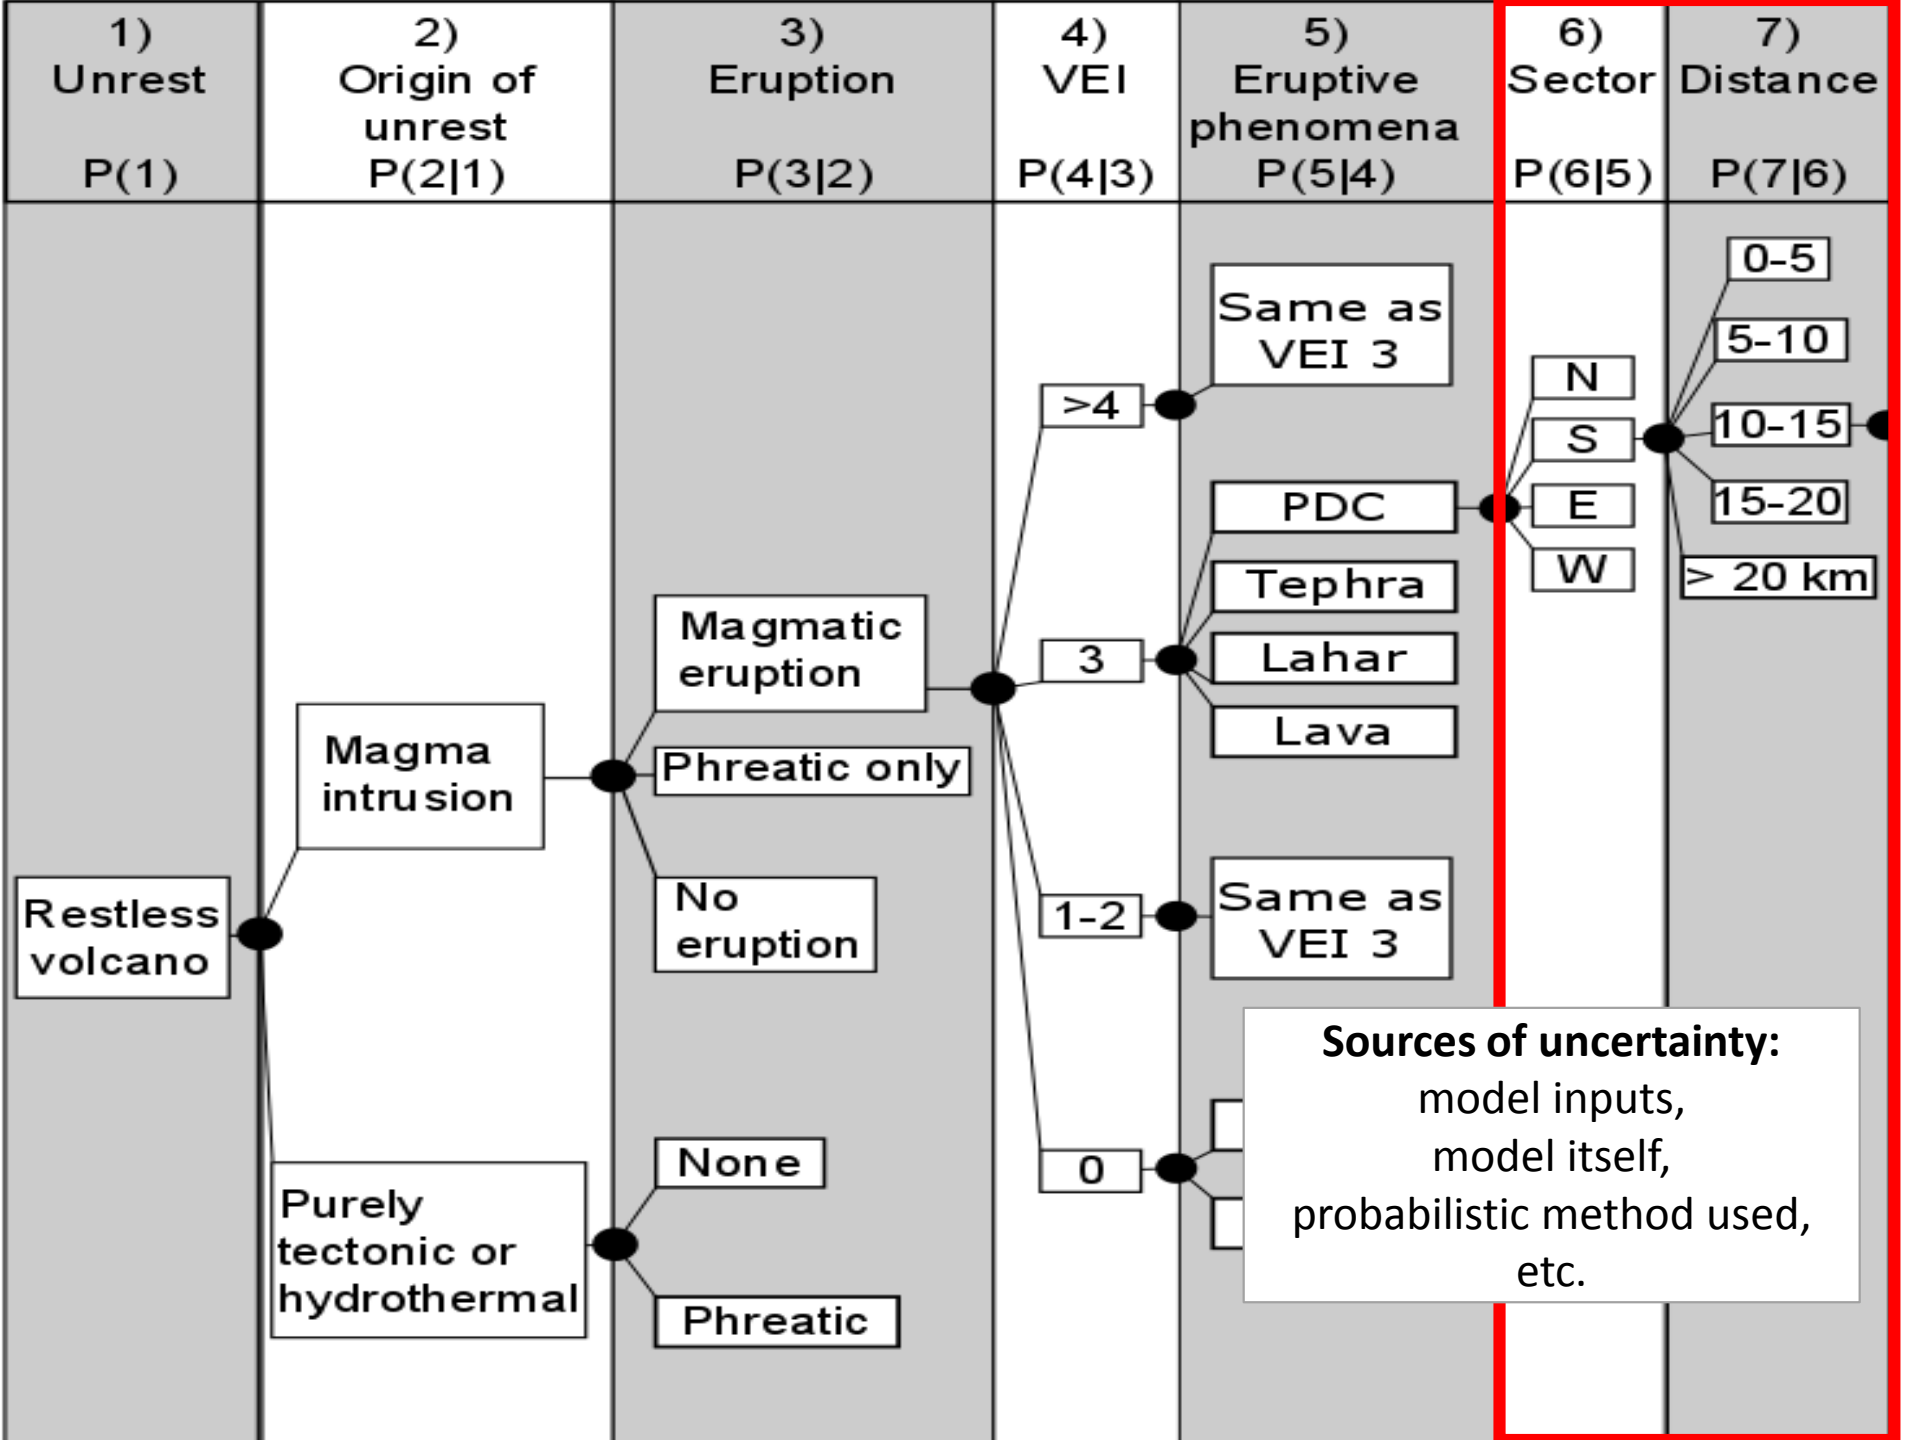 1)
Unrest
P(1)
2)
Origin of
unrest
P(2|1)
3)
Eruption
P(3|2)
4)
VEI
P(4|3)
5)
Eruptive
phenomena
P(5|4)
6)
Sector
P(6|5)
7)
Distance
P(7|6)
Restless
volcano
Magma
intrusion
Purely
tectonic or
hydrothermal
Magmatic
eruption
Phreatic only
No
eruption
None
Phreatic
>4
3
1-2
0
Same as
VEI 3
PDC
Tephra
Lahar
Lava
Same as
VEI 3
N
S
E
W
0-5
5-10
10-15
15-20
> 20 km
Sources of uncertainty:
model inputs,
model itself,
probabilistic method used,
etc.